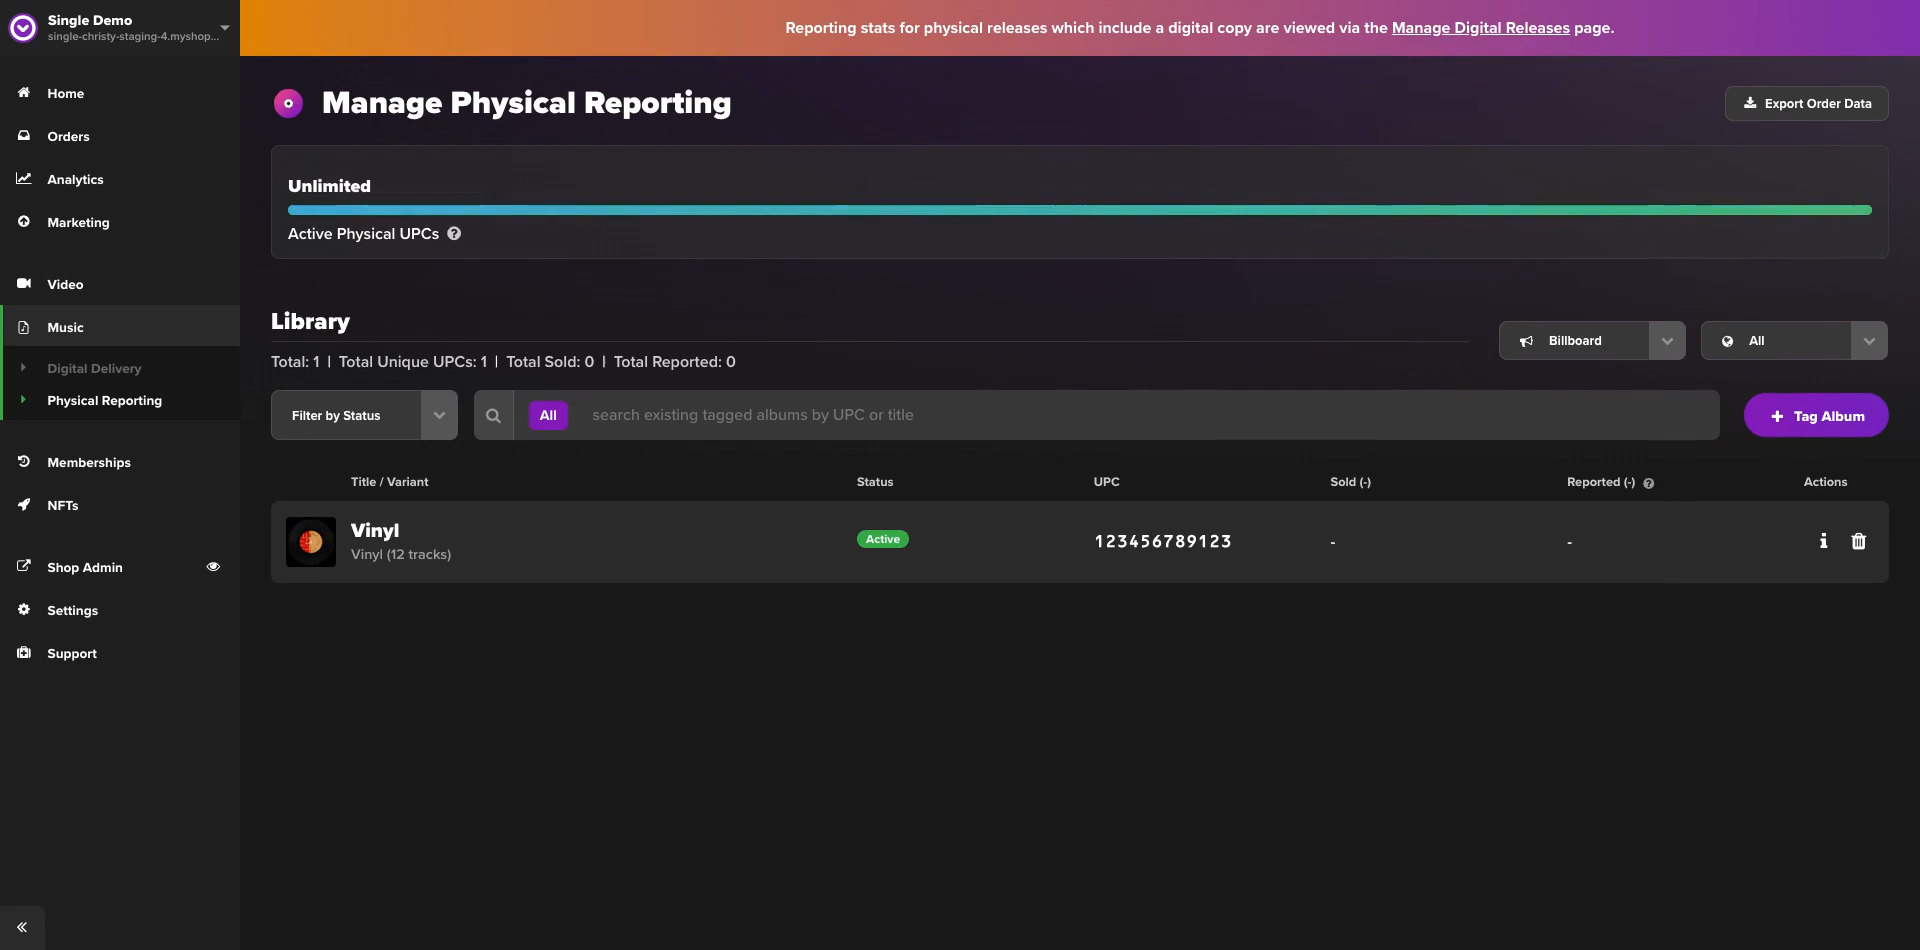 Single Demo
single-christy-staging-4.myshop...
Reporting stats for physical releases which include a digital copy are viewed via the Manage Digital Releases page.
Home
Orders
Analytics
Marketing
Video
Music
Digital Delivery
Physical Reporting
Memberships
NFTs
Shop Admin
Settings
Support
Manage Physical Reporting
Export Order Data
Unlimited
Active Physical UPCs
Library
Total: 1 | Total Unique UPCs: 1 | Total Sold: 0 | Total Reported: 0
Billboard
All
Filter by Status
All
search existing tagged albums by UPC or title
+ Tag Album
Title / Variant Status UPC Sold (-) Reported (-) Actions
Vinyl
Vinyl (12 tracks)
Active
123456789123
-
-